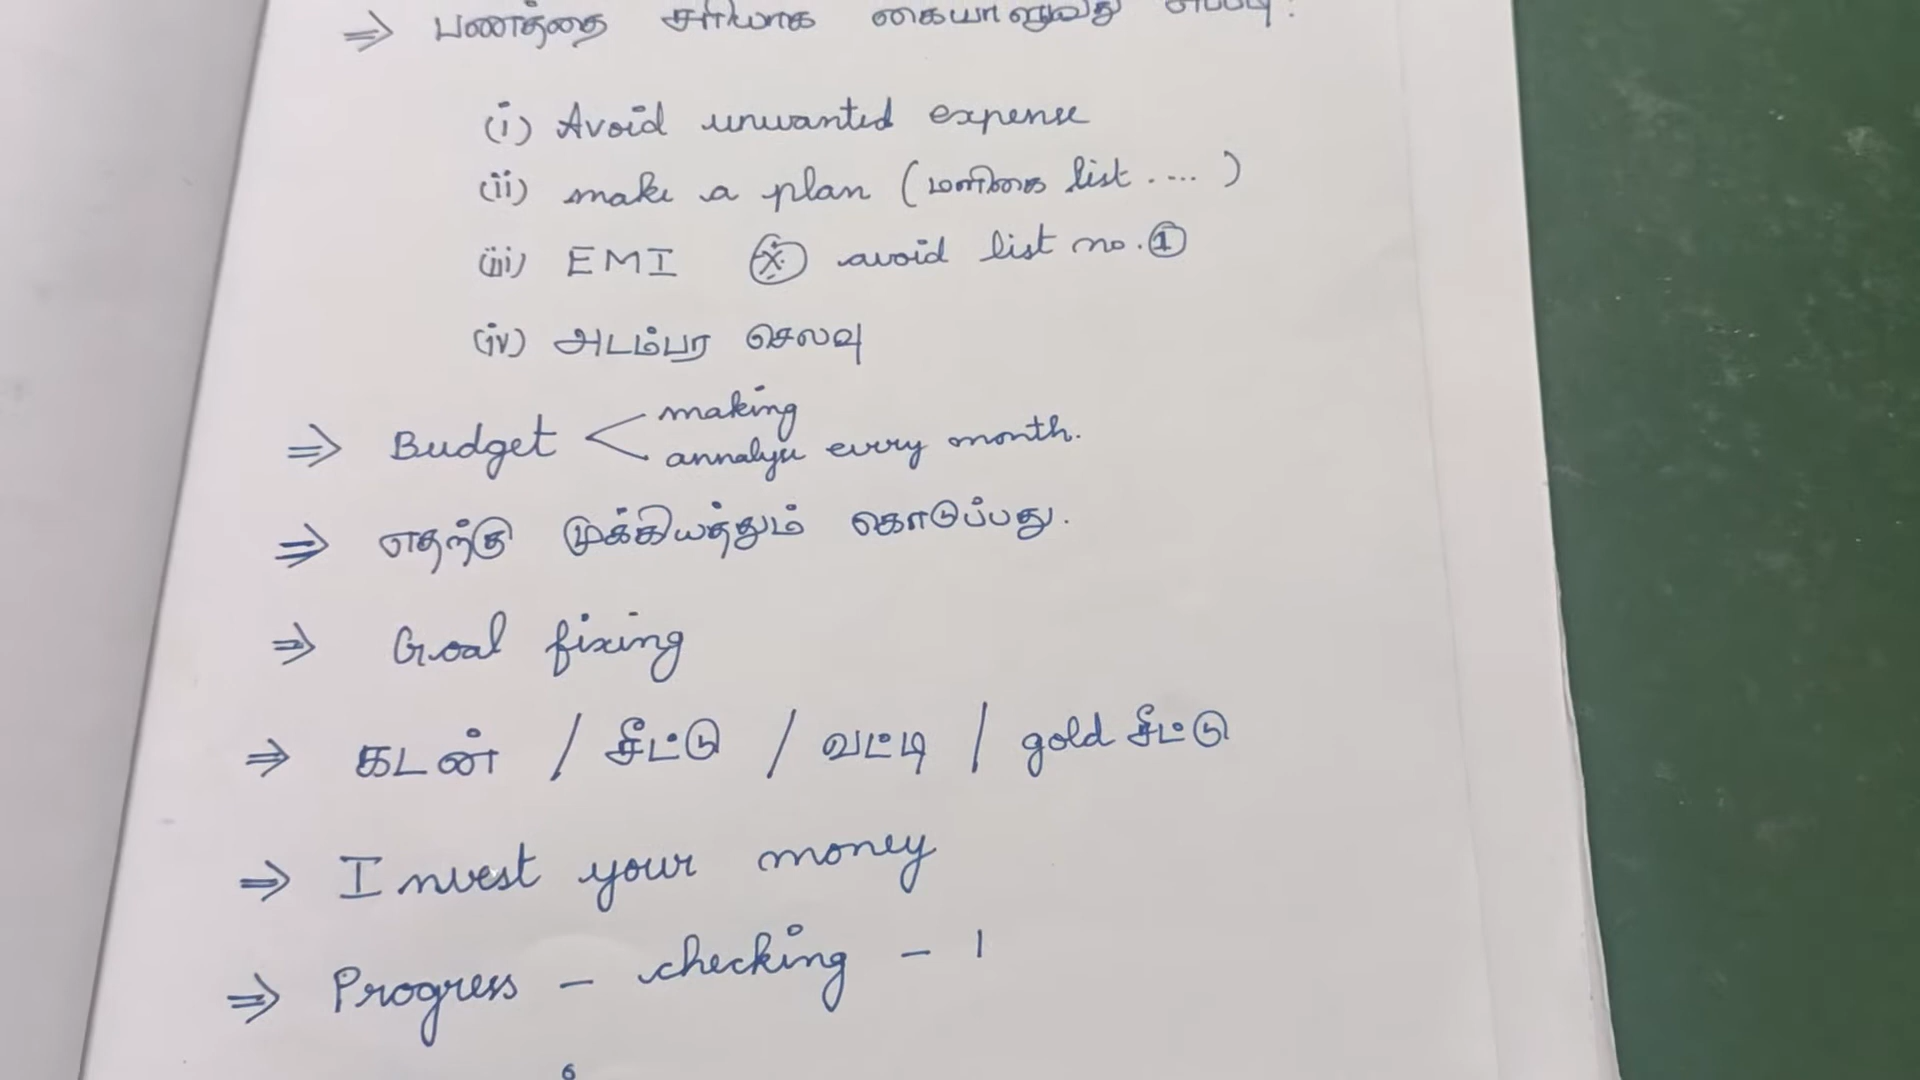 ⇒ பணத்தை சரியாக கையாளுவது எப்படி?
(i) Avoid unwanted expense
(ii) make a plan (மளிகை list ....)
(iii) EMI ⓧ avoid list no. ①
(iv) அடம்பர செலவு
⇒ Budget < making
annalyse every month.
⇒ எதற்கு முக்கியத்தும் கொடுப்பது.
⇒ Goal fixing
⇒ கடன் / சீட்டு / வட்டி / gold சீட்டு
⇒ Invest your money
⇒ Progress – checking – 1
6